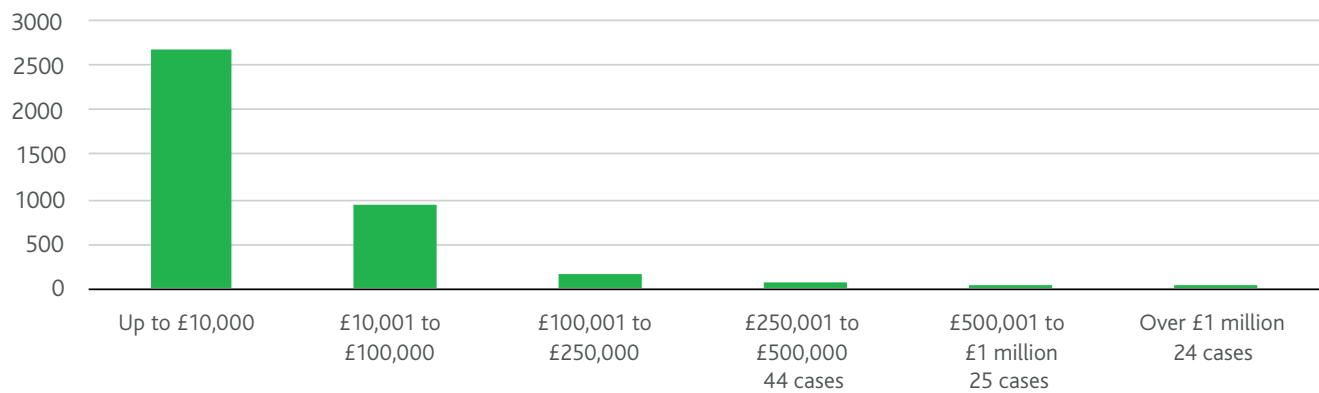 3000
2500
2000
1500
1000
500
0
Up to £10,000
£10,001 to
£100,000
£100,001 to
£250,000
£250,001 to
£500,000
44 cases
£500,001 to
£1 million
25 cases
Over £1 million
24 cases